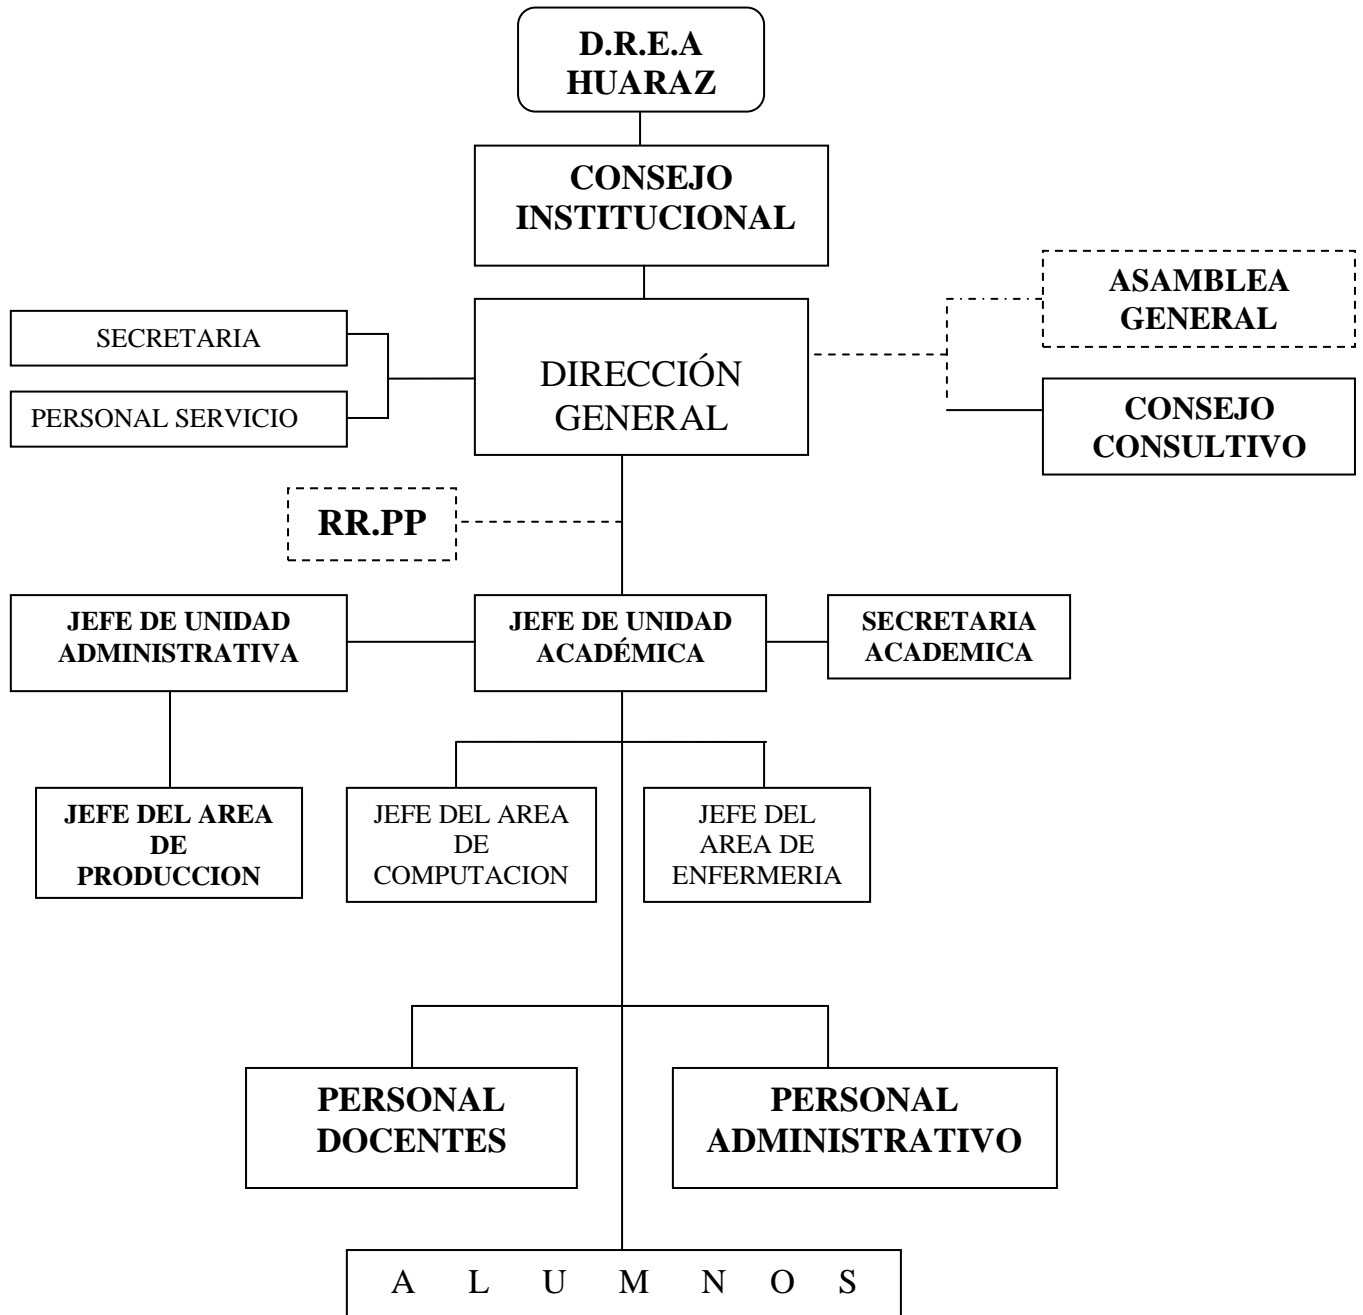 D.R.E.A
HUARAZ
CONSEJO
INSTITUCIONAL
ASAMBLEA
GENERAL
SECRETARIA
DIRECCIÓN
GENERAL
PERSONAL SERVICIO
CONSEJO
CONSULTIVO
RR.PP
JEFE DE UNIDAD
ADMINISTRATIVA
JEFE DE UNIDAD
ACADÉMICA
SECRETARIA
ACADEMICA
JEFE DEL AREA
DE
PRODUCCION
JEFE DEL AREA
DE
COMPUTACION
JEFE DEL
AREA DE
ENFERMERIA
PERSONAL
DOCENTES
PERSONAL
ADMINISTRATIVO
A L U M N O S